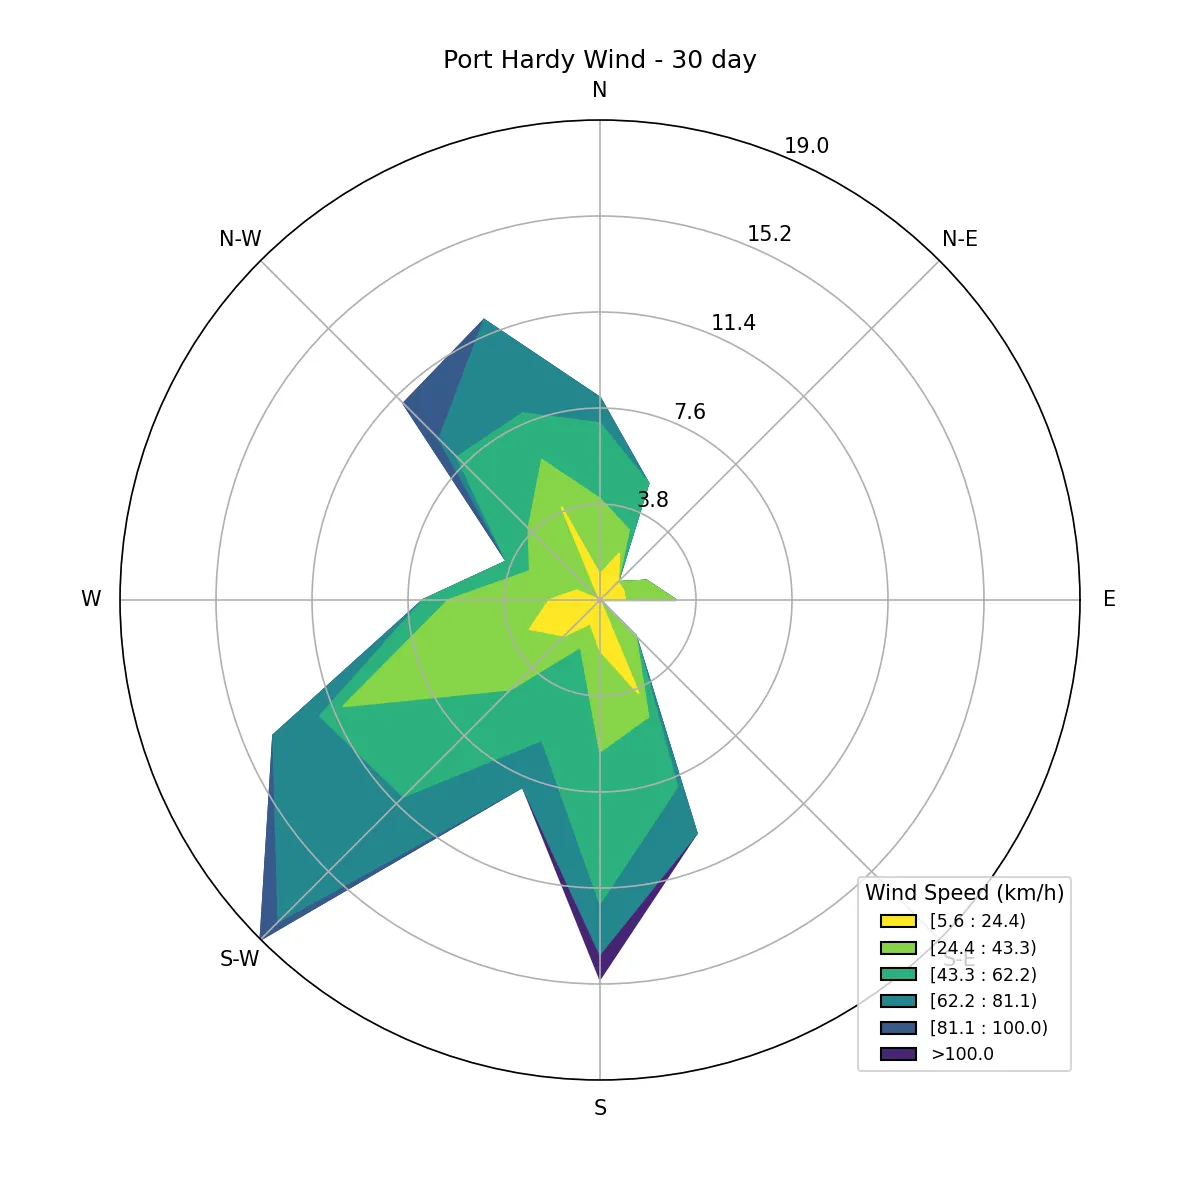 Port Hardy Wind - 30 day
N
19.0
15.2
N-W
N-E
11.4
7.6
3.8
W
E
S-W
S-E
Wind Speed (km/h)
[5.6 : 24.4)
[24.4 : 43.3)
[43.3 : 62.2)
[62.2 : 81.1)
[81.1 : 100.0)
>100.0
S